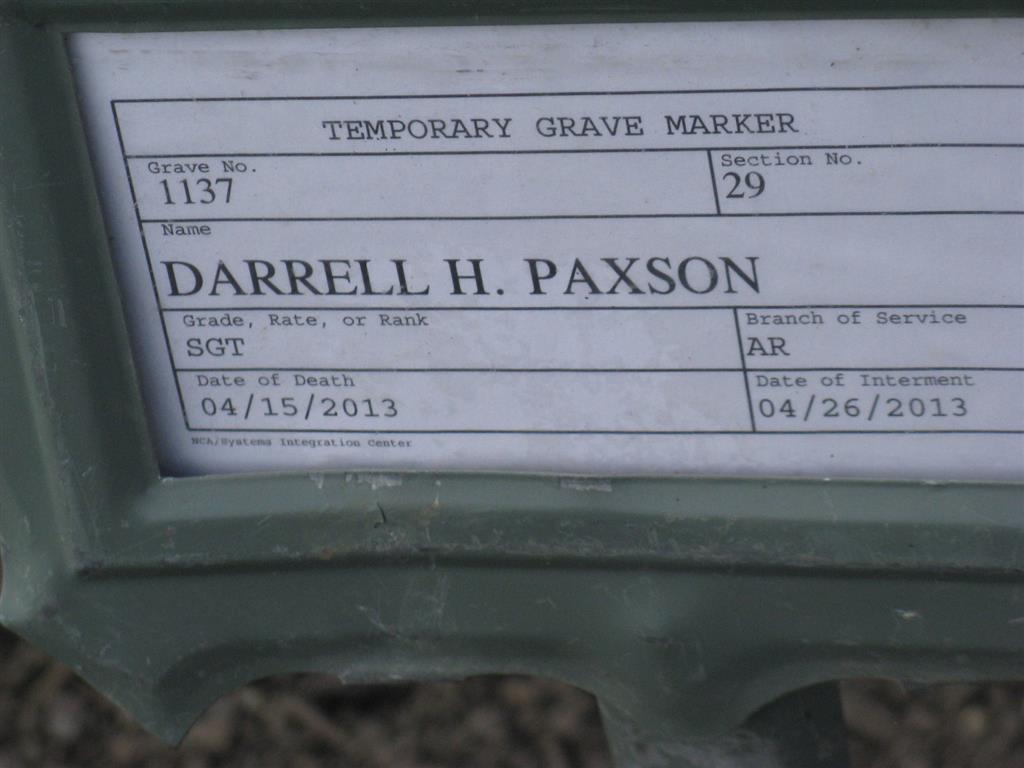 TEMPORARY GRAVE MARKER
Grave No. Section No.
1137 29
Name
DARRELL H. PAXSON
Grade, Rate, or Rank Branch of Service
SGT AR
Date of Death Date of Interment
04/15/2013 04/26/2013
NCA/Systems Integration Center